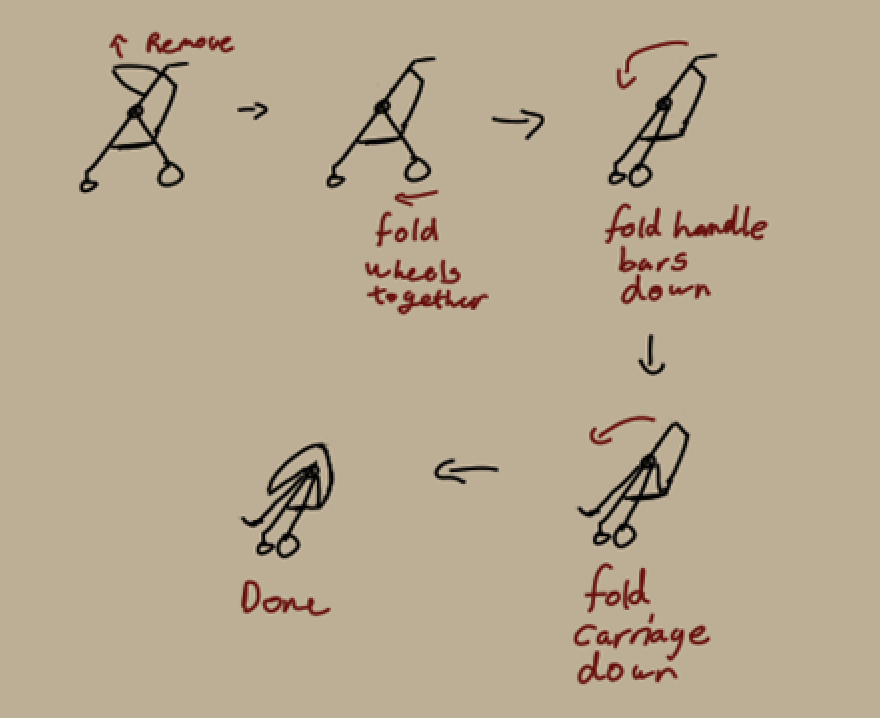 Remove
fold
wheels
together
fold handle
bars
down
fold
carriage
down
Done